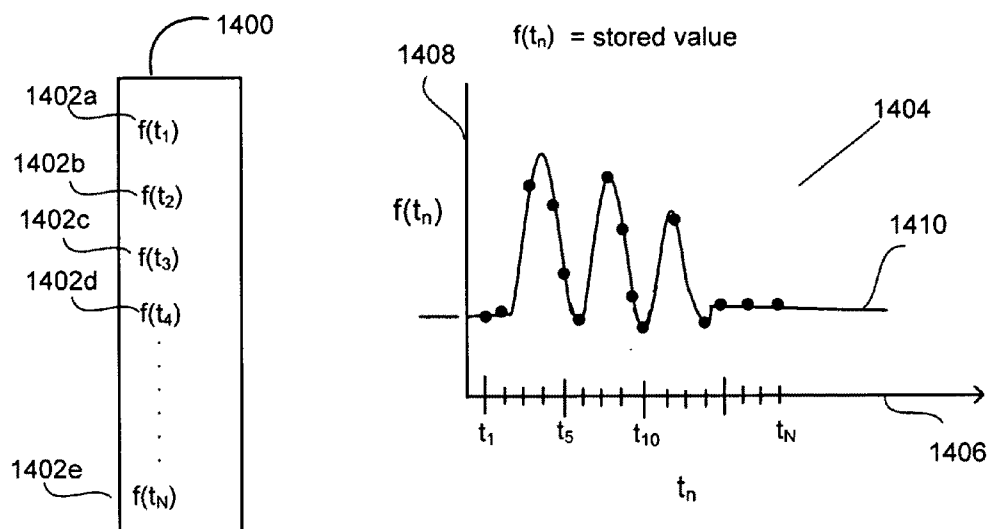 1400
1402a
f(t₁)
1402b
f(t₂)
1402c
f(t₃)
1402d
f(t₄)
1402e
f(tN)
f(tn) = stored value
1408
1404
f(tn)
1410
t₁ t₅ t₁₀ tN
1406
tn